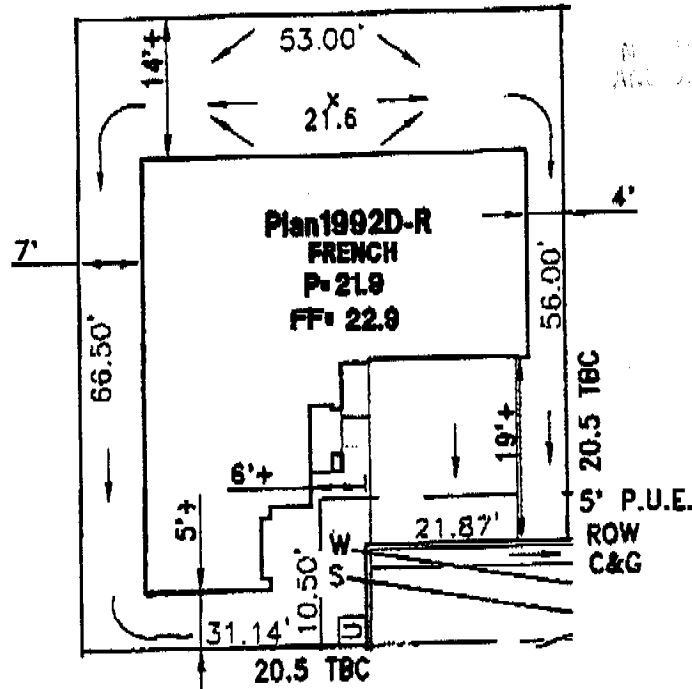 53.00'
14'+
x
21.6
4'
Plan1992D-R
FRENCH
P= 21.9
FF= 22.9
7'
66.50'
56.00'
20.5 TBC
19'+
6'+
5'+
5' P.U.E.
21.87'
ROW
C&G
W
S
10.50'
31.14'
U
20.5 TBC